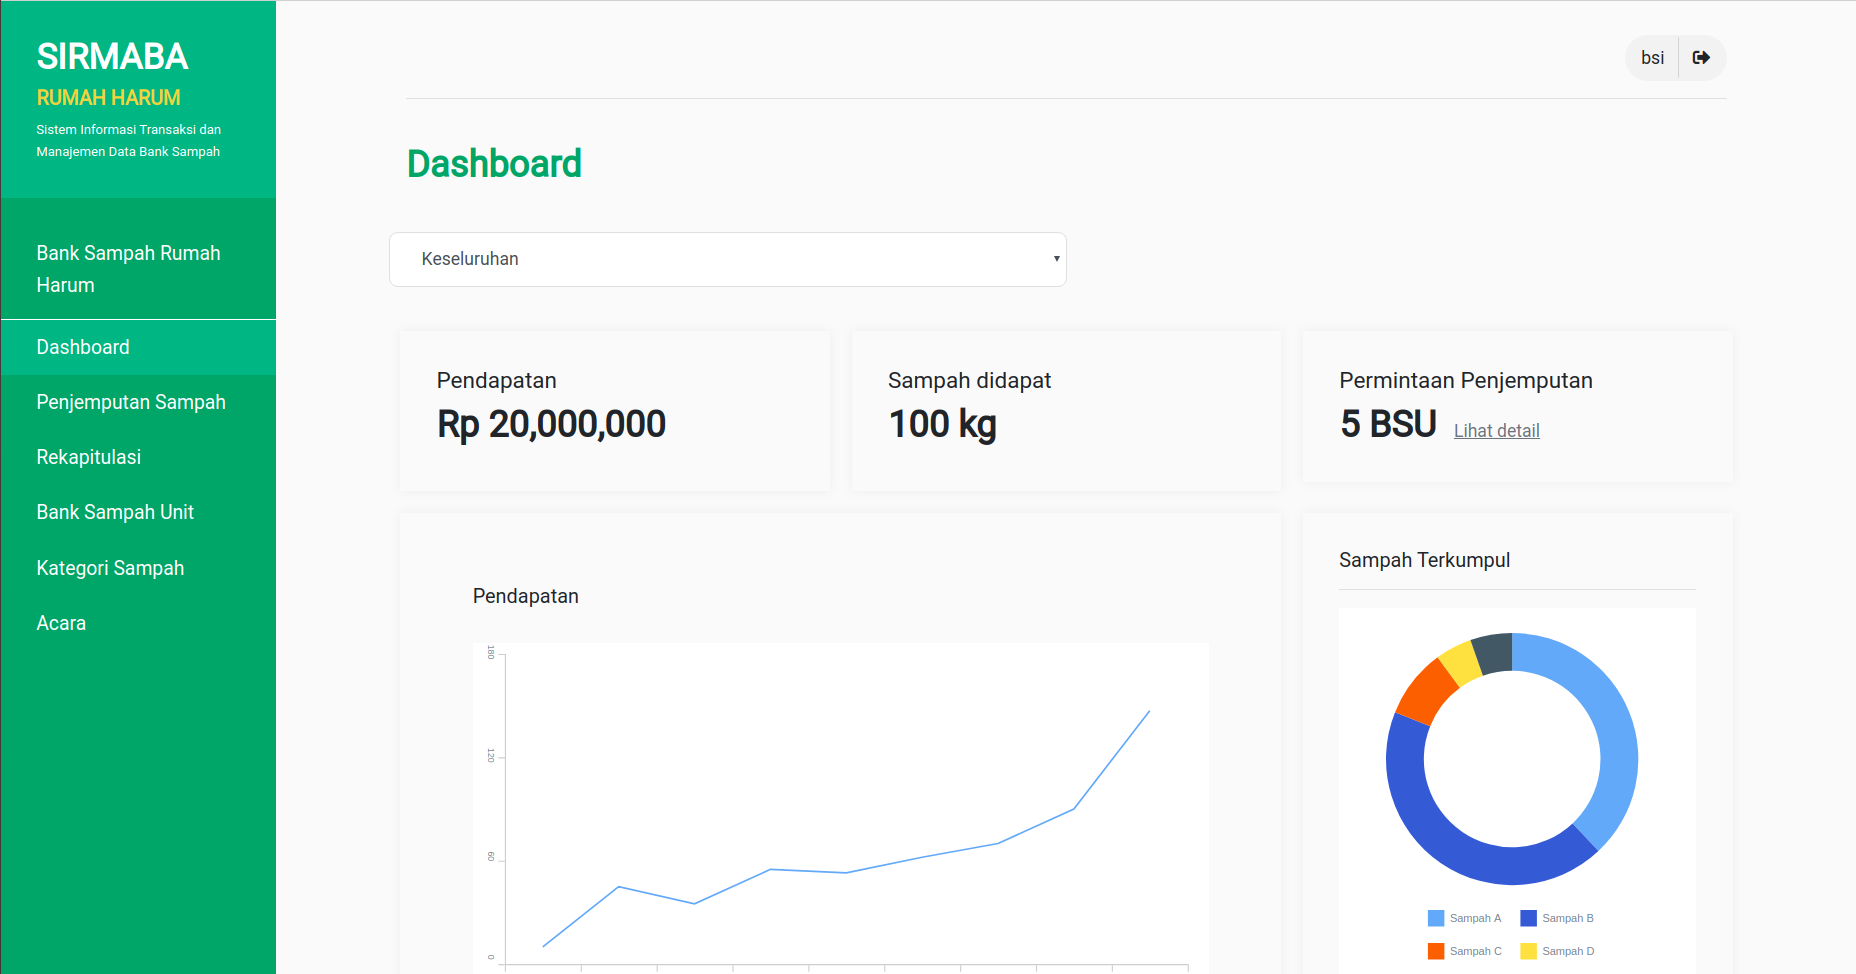 SIRMABA
RUMAH HARUM
Sistem Informasi Transaksi dan
Manajemen Data Bank Sampah
Bank Sampah Rumah
Harum
Dashboard
Penjemputan Sampah
Rekapitulasi
Bank Sampah Unit
Kategori Sampah
Acara
bsi
Dashboard
Keseluruhan
Pendapatan
Rp 20,000,000
Sampah didapat
100 kg
Permintaan Penjemputan
5 BSU Lihat detail
Pendapatan
180
120
60
0
Sampah Terkumpul
Sampah A Sampah B
Sampah C Sampah D